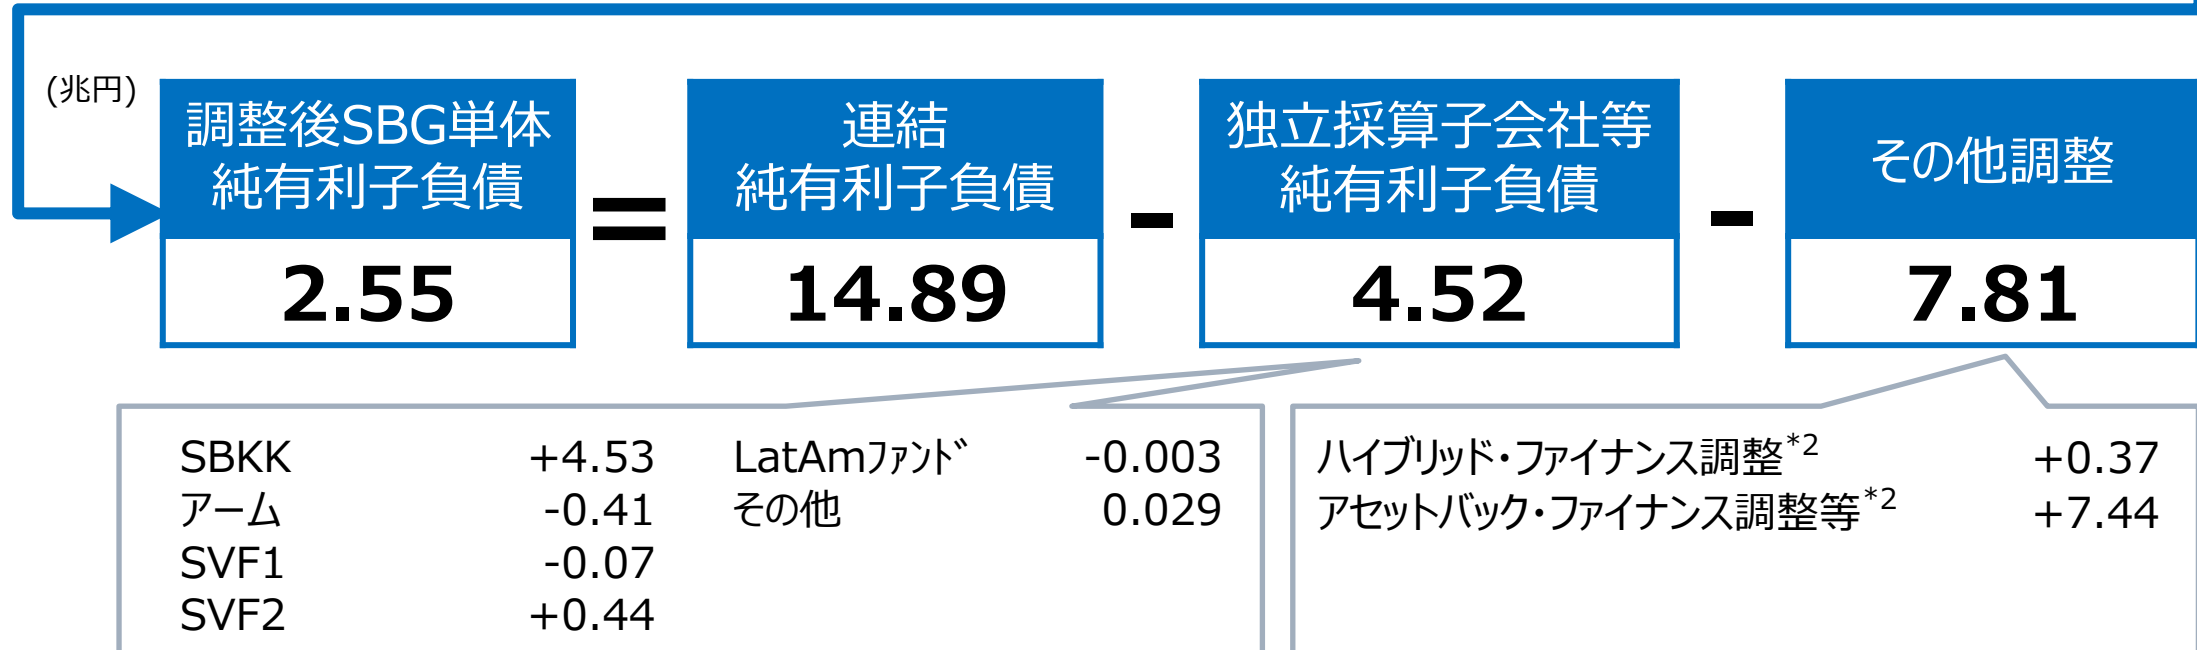 (兆円)
調整後SBG単体
純有利子負債
2.55
=
連結
純有利子負債
14.89
-
独立採算子会社等
純有利子負債
4.52
-
その他調整
7.81
SBKK +4.53
アーム -0.41
SVF1 -0.07
SVF2 +0.44
LatAmファンド -0.003
その他 0.029
ハイブリッド・ファイナンス調整*2 +0.37
アセットバック・ファイナンス調整等*2 +7.44